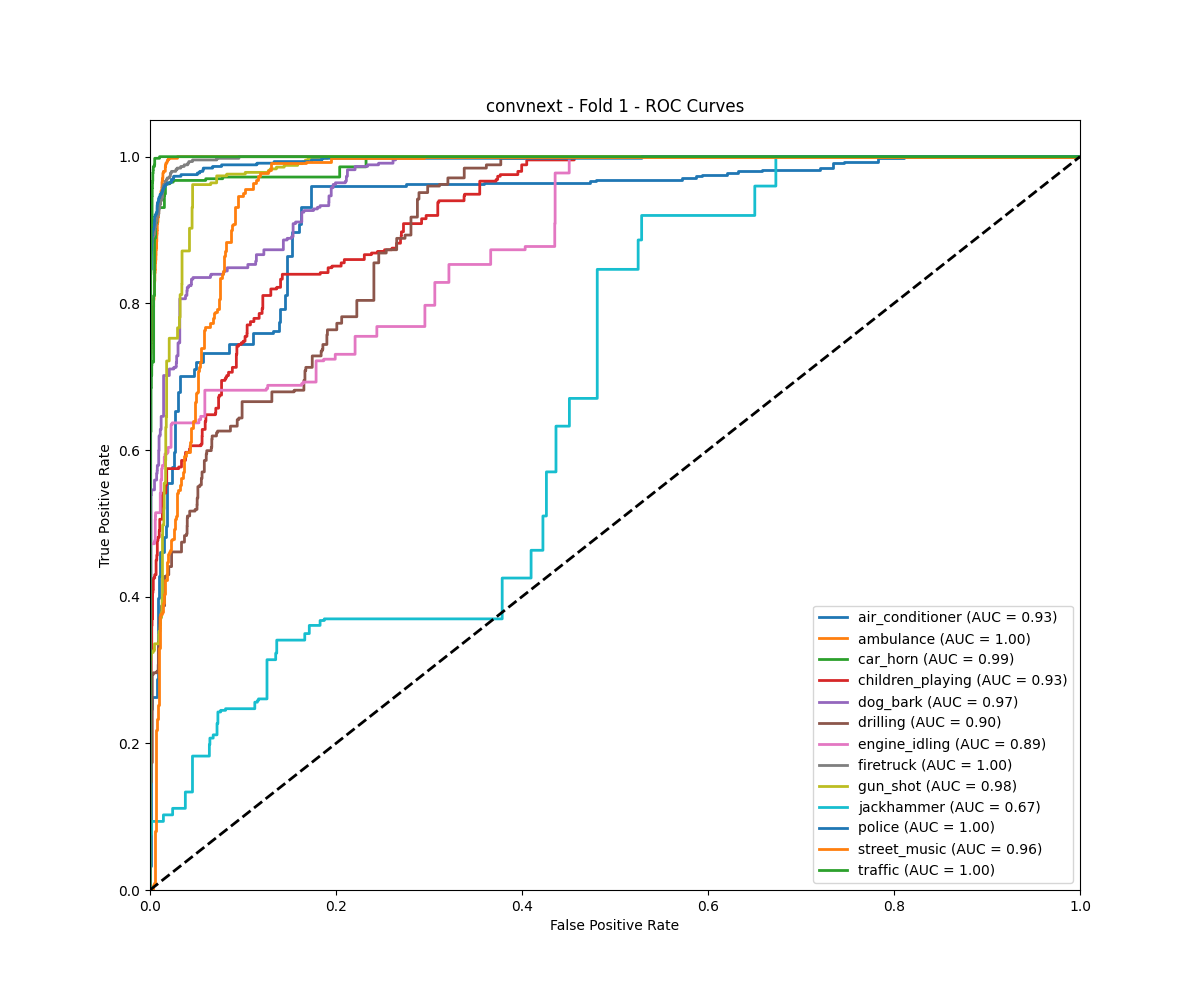 convnext - Fold 1 - ROC Curves
True Positive Rate
1.0
0.8
0.6
0.4
0.2
0.0
0.0 0.2 0.4 0.6 0.8 1.0
False Positive Rate
air_conditioner (AUC = 0.93)
ambulance (AUC = 1.00)
car_horn (AUC = 0.99)
children_playing (AUC = 0.93)
dog_bark (AUC = 0.97)
drilling (AUC = 0.90)
engine_idling (AUC = 0.89)
firetruck (AUC = 1.00)
gun_shot (AUC = 0.98)
jackhammer (AUC = 0.67)
police (AUC = 1.00)
street_music (AUC = 0.96)
traffic (AUC = 1.00)